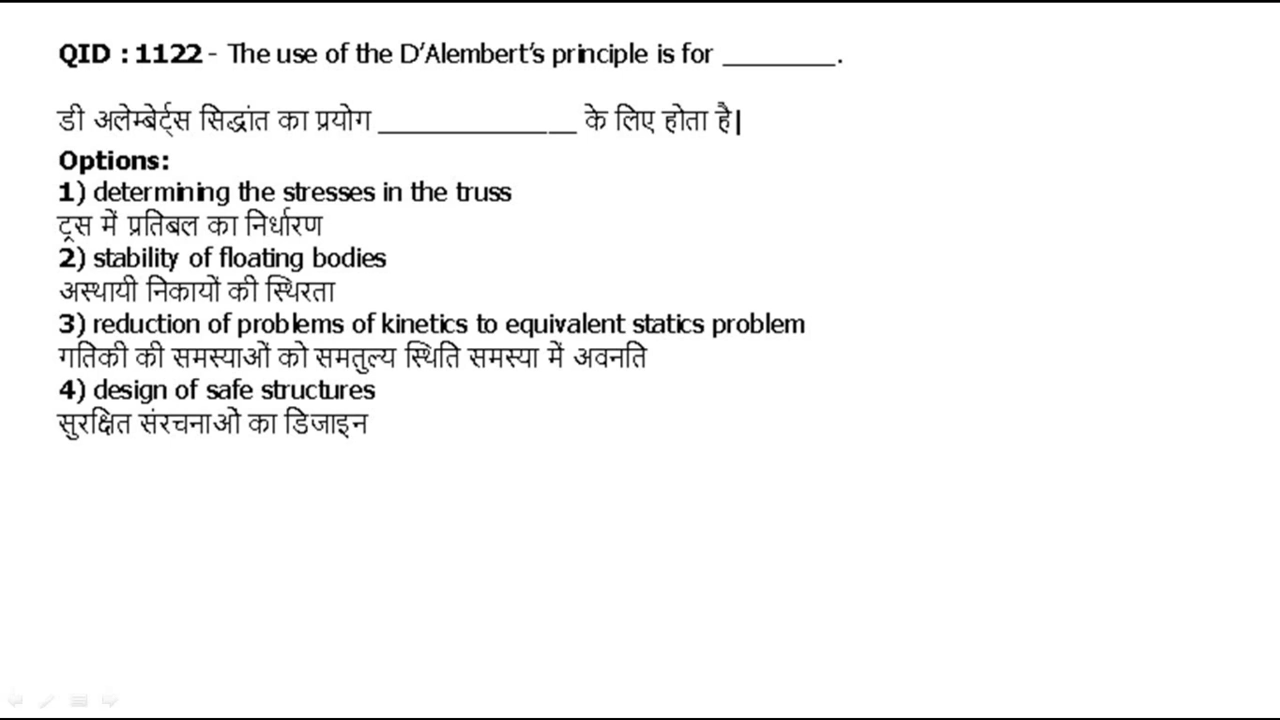 QID : 1122 - The use of the D’Alembert’s principle is for ________.
डी अलेम्बेर्ट्स सिद्धांत का प्रयोग ______________ के लिए होता है|
Options:
1) determining the stresses in the truss
ट्रस में प्रतिबल का निर्धारण
2) stability of floating bodies
अस्थायी निकायों की स्थिरता
3) reduction of problems of kinetics to equivalent statics problem
गतिकी की समस्याओं को समतुल्य स्थिति समस्या में अवनति
4) design of safe structures
सुरक्षित संरचनाओं का डिजाइन